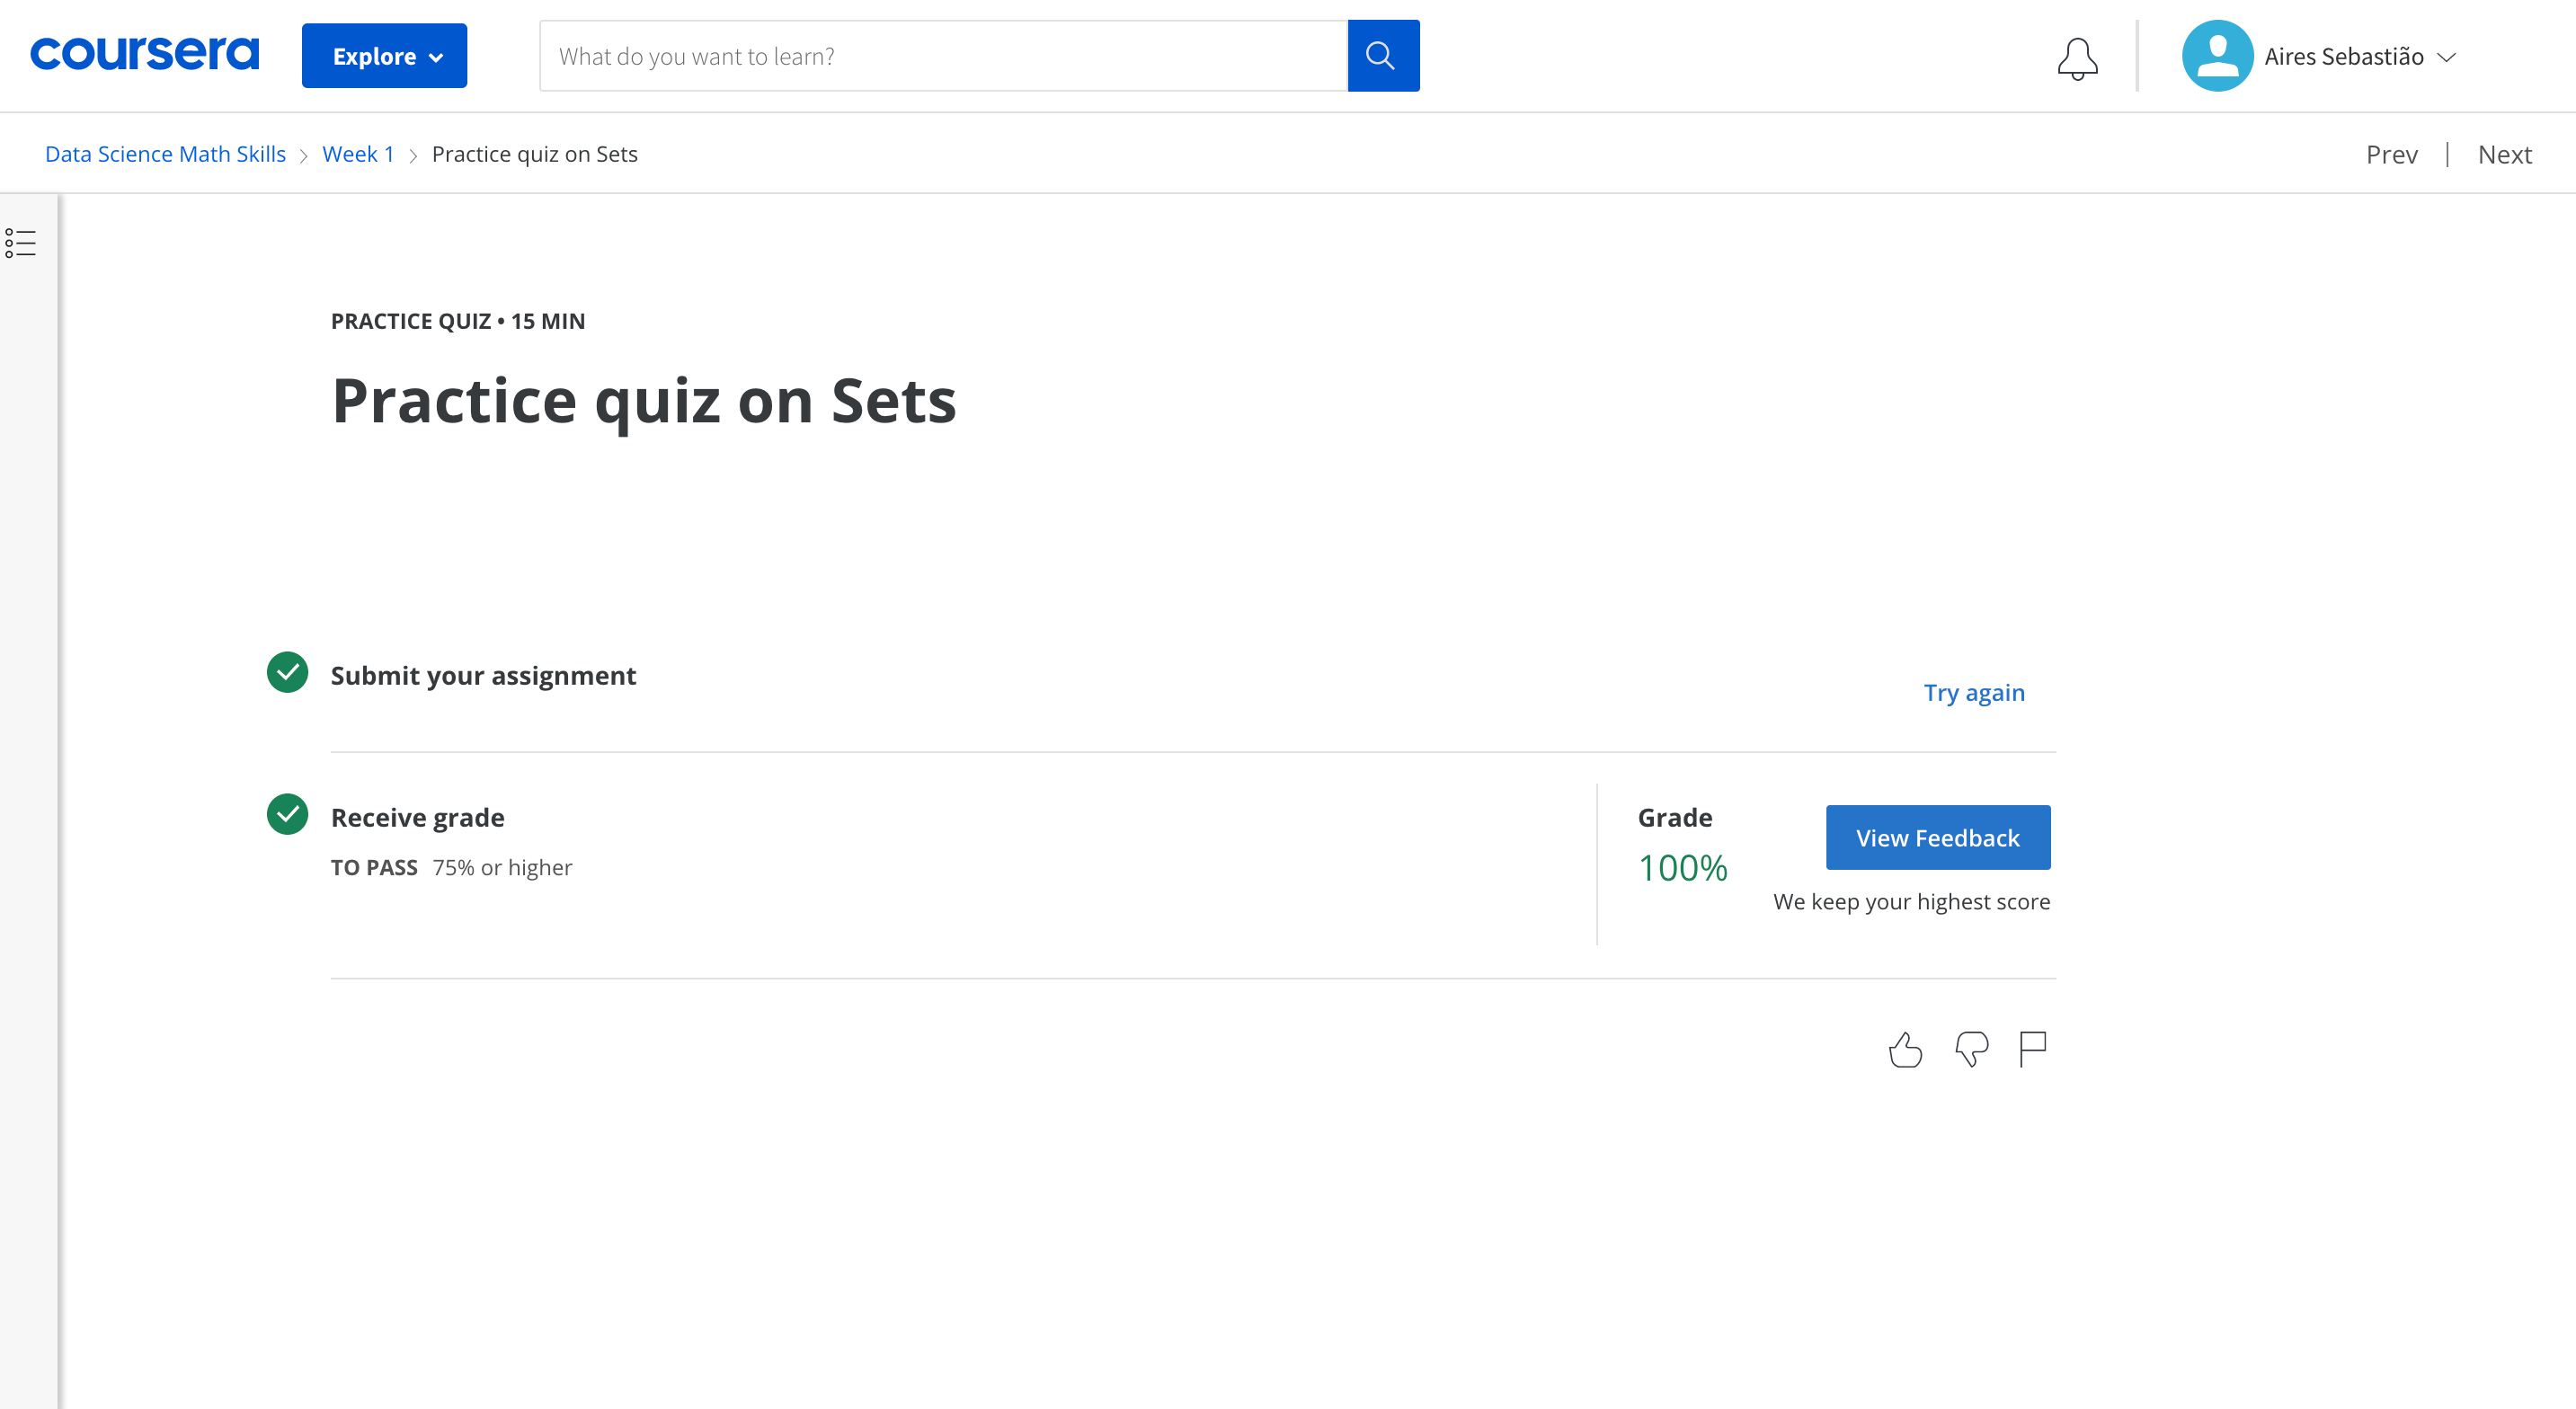 coursera
Explore
What do you want to learn?
Aires Sebastião
Data Science Math Skills > Week 1 > Practice quiz on Sets
Prev | Next
PRACTICE QUIZ • 15 MIN
Practice quiz on Sets
Submit your assignment
Try again
Receive grade
TO PASS 75% or higher
Grade
100%
View Feedback
We keep your highest score